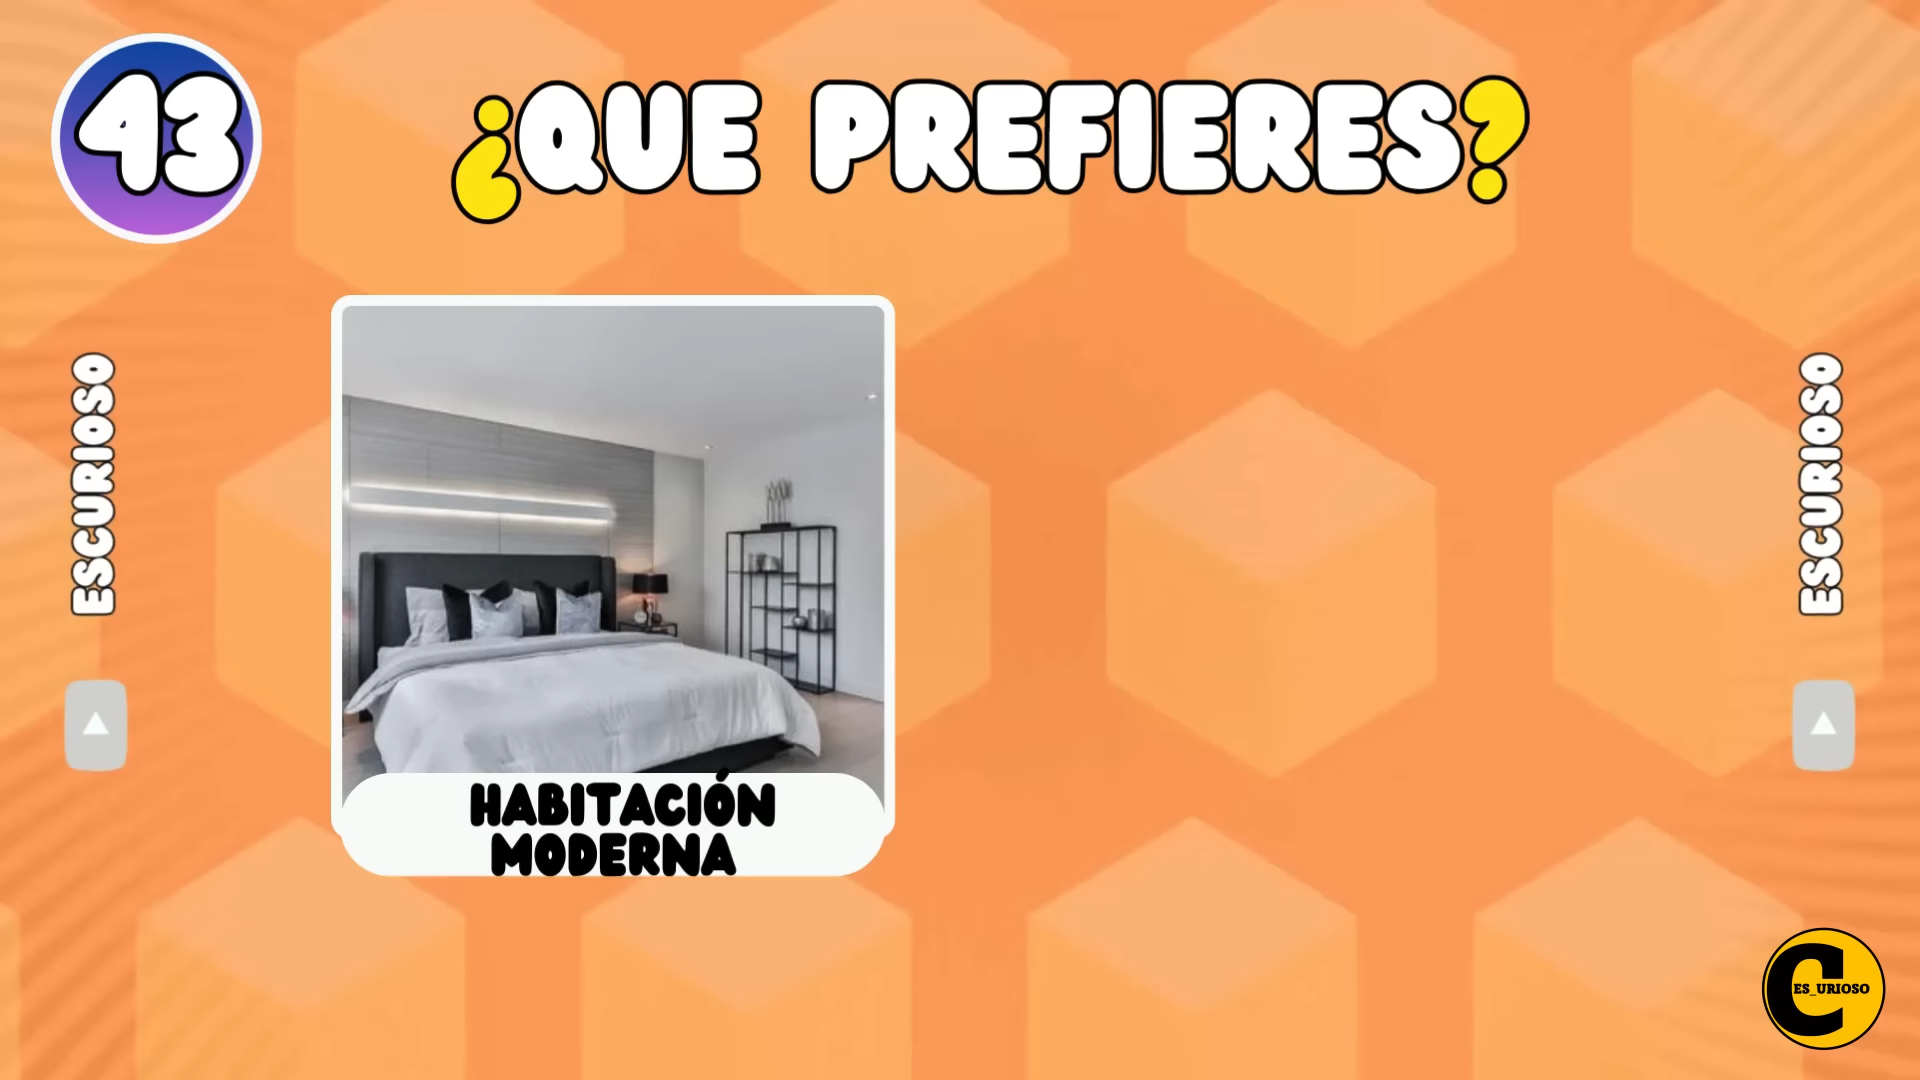 43
¿QUE PREFIERES?
ESCURIOSO
ESCURIOSO
HABITACIÓN
MODERNA
C
ES_URIOSO